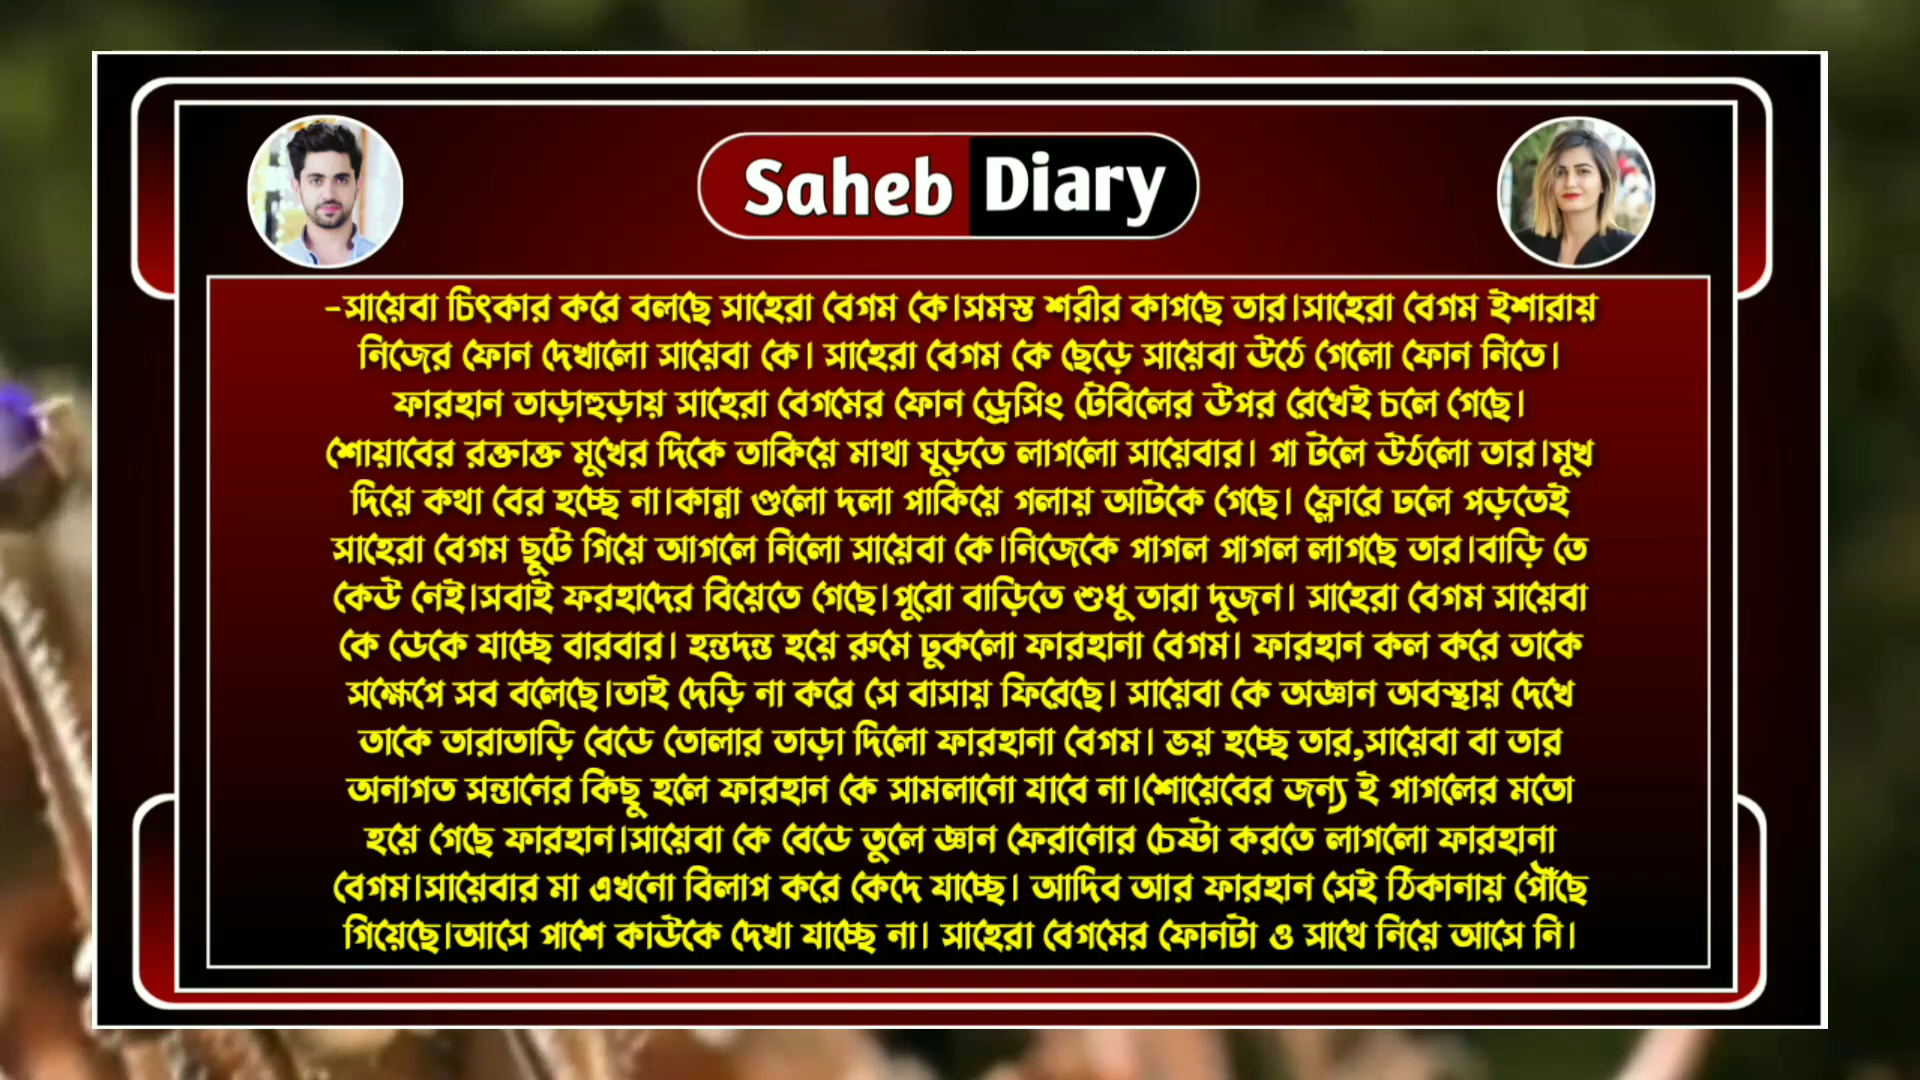 Saheb Diary
-সায়েবা চিৎকার করে বলছে সাহেরা বেগম কে।সমস্ত শরীর কাপছে তার।সাহেরা বেগম ইশারায়
নিজের ফোন দেখালো সায়েবা কে। সাহেরা বেগম কে ছেড়ে সায়েবা উঠে গেলো ফোন নিতে।
ফারহান তাড়াহুড়ায় সাহেরা বেগমের ফোন ড্রেসিং টেবিলের উপর রেখেই চলে গেছে।
শোয়াবের রক্তাক্ত মুখের দিকে তাকিয়ে মাথা ঘুড়তে লাগলো সায়েবার। পা টলে উঠলো তার।মুখ
দিয়ে কথা বের হচ্ছে না।কান্না গুলো দলা পাকিয়ে গলায় আটকে গেছে। ফ্লোরে ঢলে পড়তেই
সাহেরা বেগম ছুটে গিয়ে আগলে নিলো সায়েবা কে।নিজেকে পাগল পাগল লাগছে তার।বাড়ি তে
কেউ নেই।সবাই ফরহাদের বিয়েতে গেছে।পুরো বাড়িতে শুধু তারা দুজন। সাহেরা বেগম সায়েবা
কে ডেকে যাচ্ছে বারবার। হন্তদন্ত হয়ে রুমে ঢুকলো ফারহানা বেগম। ফারহান কল করে তাকে
সক্ষেপে সব বলেছে।তাই দেড়ি না করে সে বাসায় ফিরেছে। সায়েবা কে অজ্ঞান অবস্থায় দেখে
তাকে তারাতাড়ি বেডে তোলার তাড়া দিলো ফারহানা বেগম। ভয় হচ্ছে তার,সায়েবা বা তার
অনাগত সন্তানের কিছু হলে ফারহান কে সামলানো যাবে না।শোয়েবের জন্য ই পাগলের মতো
হয়ে গেছে ফারহান।সায়েবা কে বেডে তুলে জ্ঞান ফেরানোর চেষ্টা করতে লাগলো ফারহানা
বেগম।সায়েবার মা এখনো বিলাপ করে কেদে যাচ্ছে। আদিব আর ফারহান সেই ঠিকানায় পৌঁছে
গিয়েছে।আসে পাশে কাউকে দেখা যাচ্ছে না। সাহেরা বেগমের ফোনটা ও সাথে নিয়ে আসে নি।